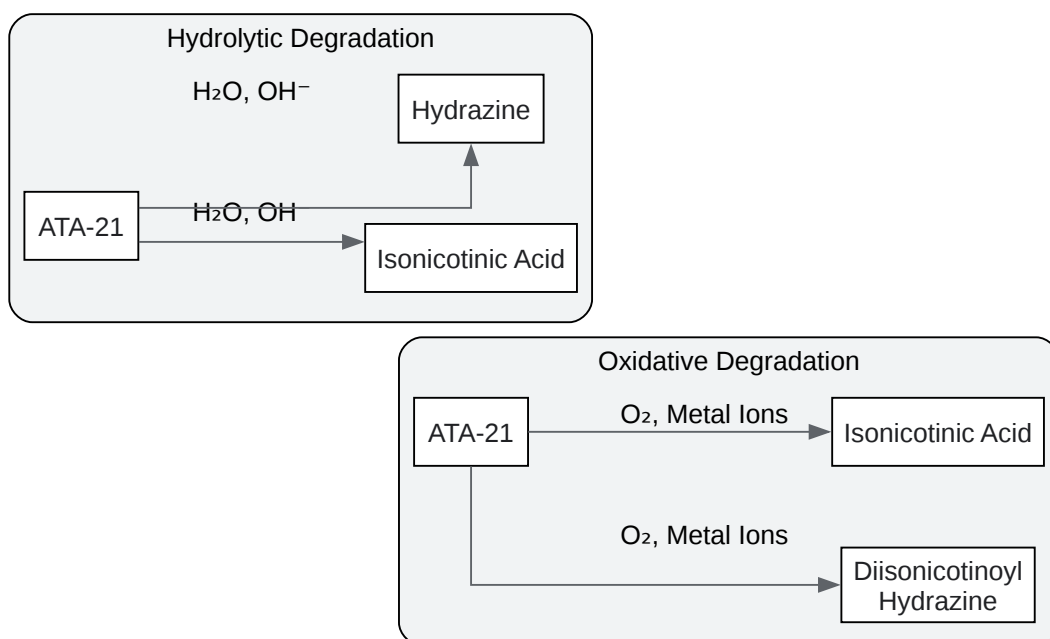 Hydrolytic Degradation
H₂O, OH⁻
Hydrazine
H₂O, OH
ATA-21
Isonicotinic Acid
Oxidative Degradation
O₂, Metal Ions
ATA-21
Isonicotinic Acid
O₂, Metal Ions
Diisonicotinoyl
Hydrazine